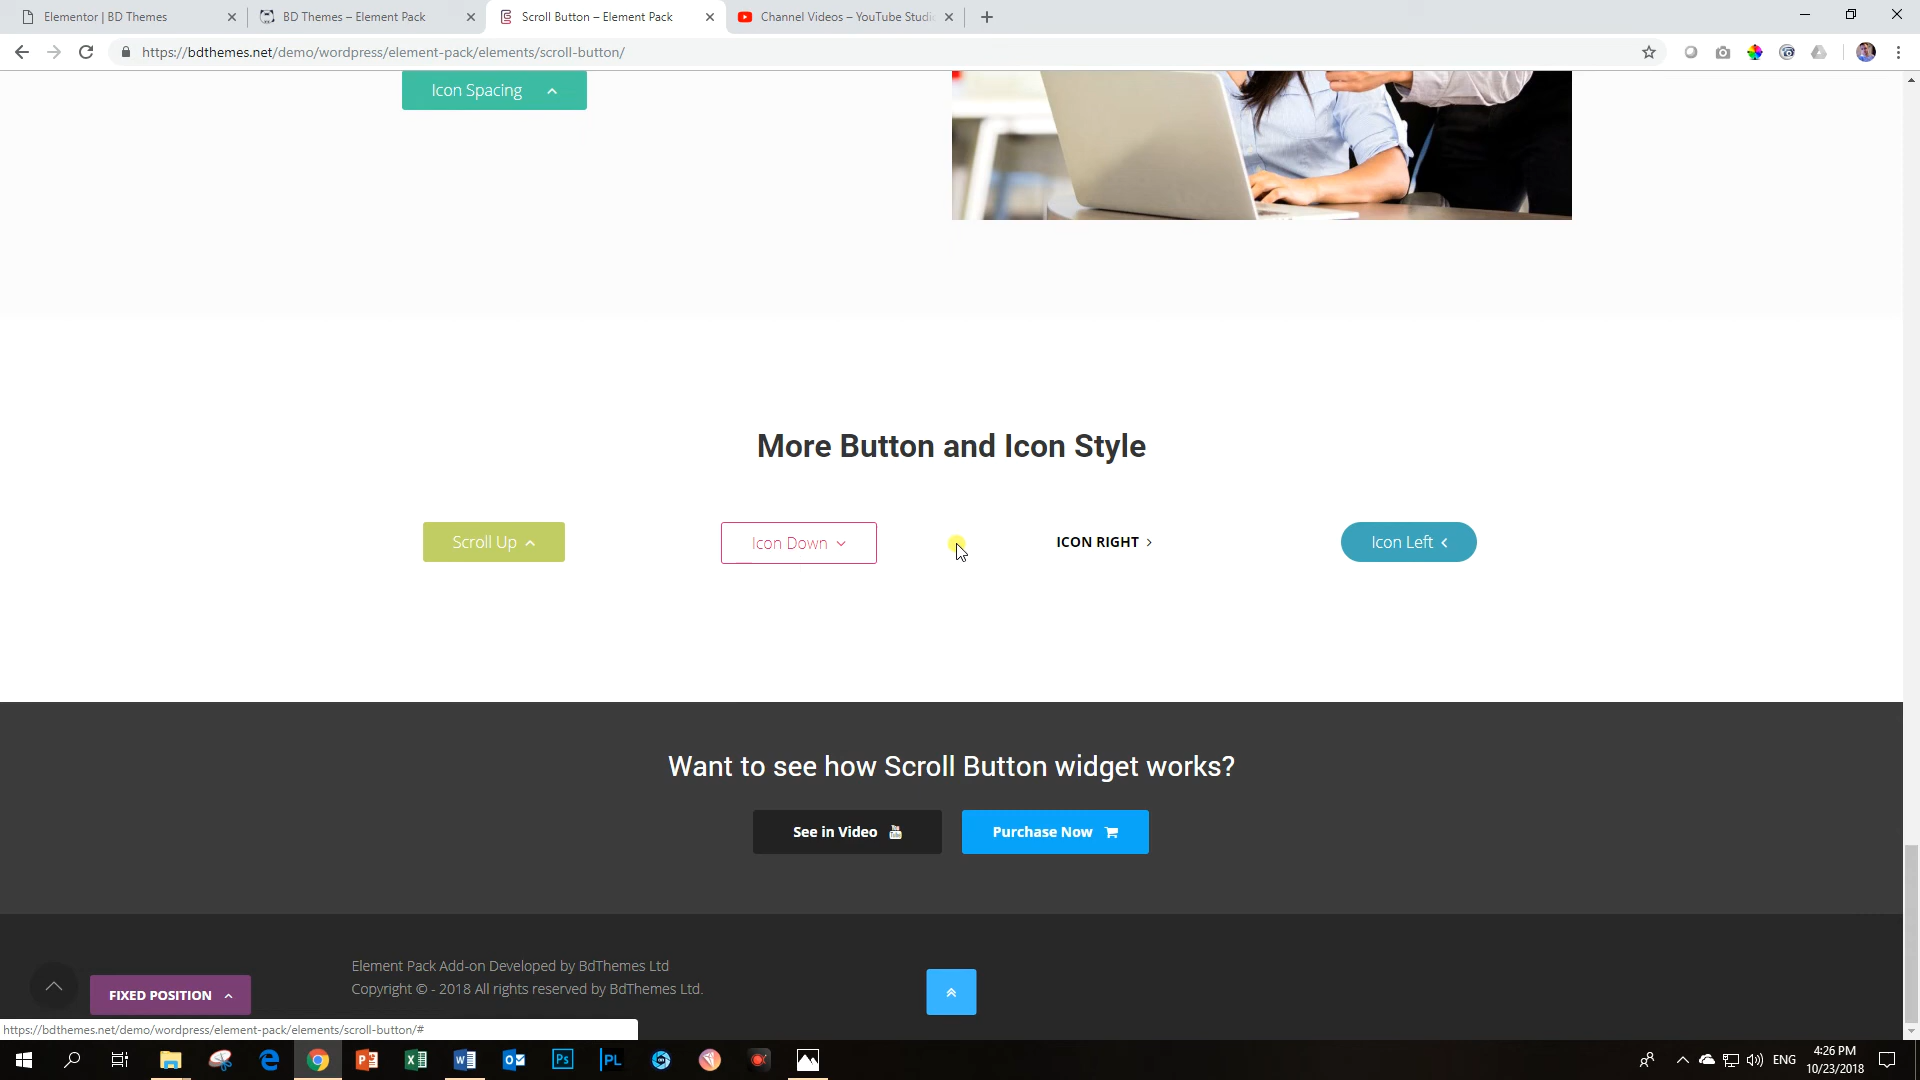 Elementor | BD Themes
BD Themes – Element Pack
Scroll Button – Element Pack
Channel Videos – YouTube Studi
https://bdthemes.net/demo/wordpress/element-pack/elements/scroll-button/
Icon Spacing
More Button and Icon Style
Scroll Up
Icon Down
ICON RIGHT
Icon Left
Want to see how Scroll Button widget works?
See in Video
Purchase Now
Element Pack Add-on Developed by BdThemes Ltd
Copyright © - 2018 All rights reserved by BdThemes Ltd.
FIXED POSITION
https://bdthemes.net/demo/wordpress/element-pack/elements/scroll-button/#
Ps
PL
ENG
4:26 PM
10/23/2018